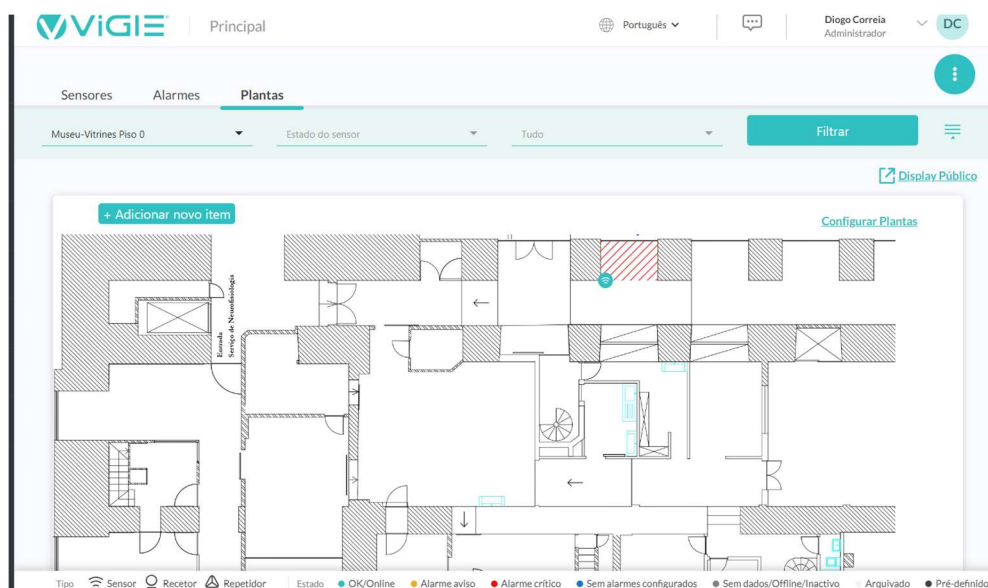 ViGIE Principal Português Diogo Correia DC
Administrador
Sensores Alarmes Plantas
Museu-Vitrines Piso 0 Estado do sensor Tudo Filtrar
Display Público
+ Adicionar novo item
Configurar Plantas
Entrada
Serviço de Neurofisiologia
Tipo Sensor Recetor Repetidor Estado OK/Online Alarme aviso Alarme crítico Sem alarmes configurados Sem dados/Offline/Inactivo Arquivado Pré-definido